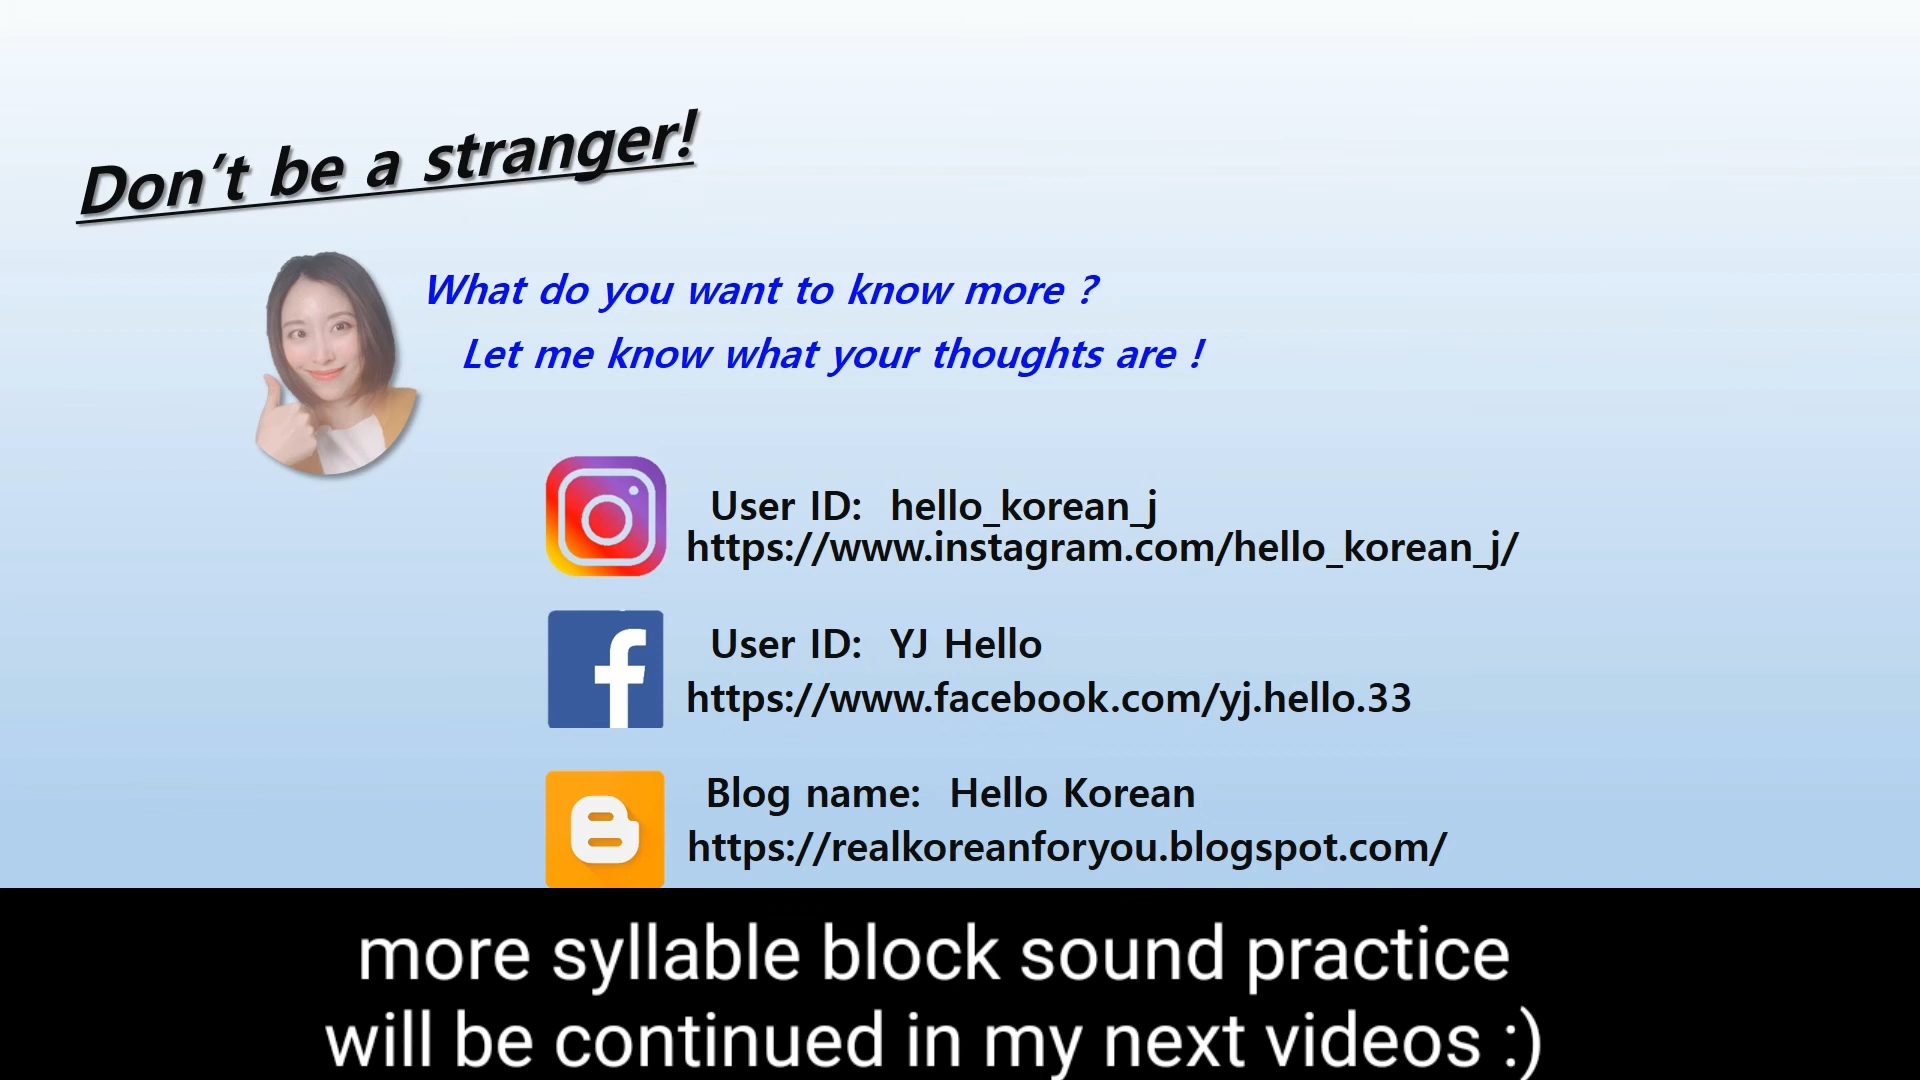 Don't be a stranger!
What do you want to know more ?
Let me know what your thoughts are !
User ID: hello_korean_j
https://www.instagram.com/hello_korean_j/
User ID: YJ Hello
https://www.facebook.com/yj.hello.33
Blog name: Hello Korean
https://realkoreanforyou.blogspot.com/
more syllable block sound practice
will be continued in my next videos :)